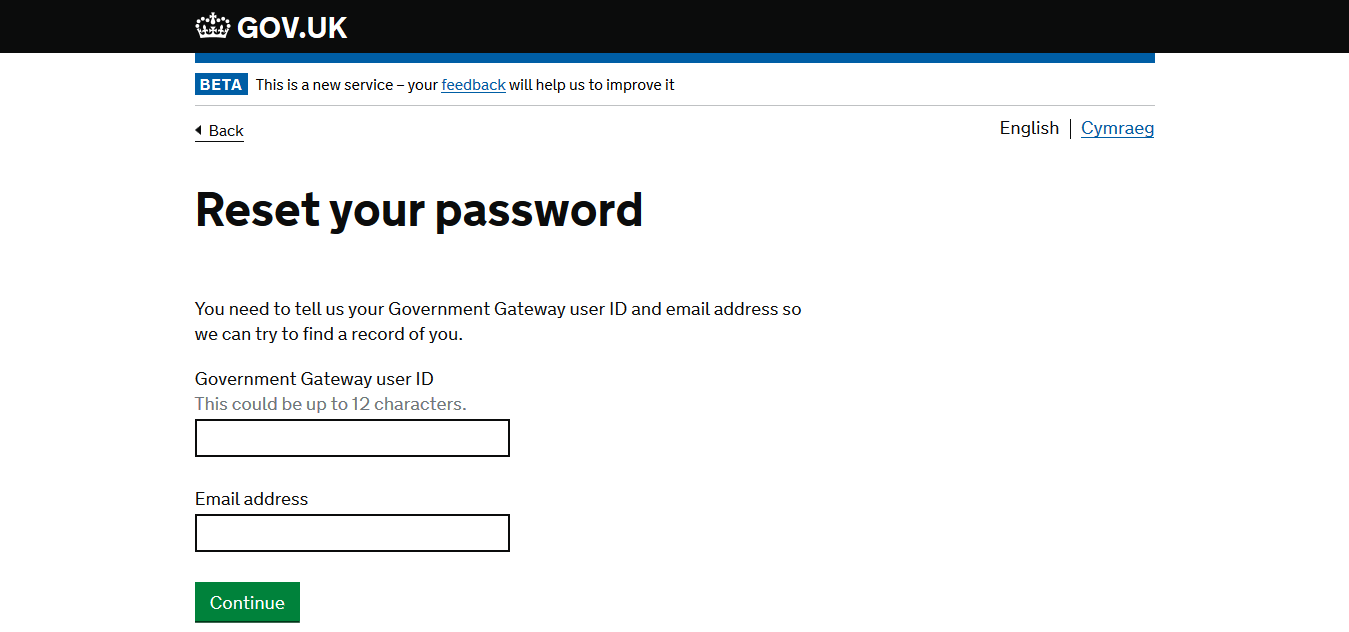 GOV.UK
BETA This is a new service – your feedback will help us to improve it
Back
English | Cymraeg
Reset your password
You need to tell us your Government Gateway user ID and email address so
we can try to find a record of you.
Government Gateway user ID
This could be up to 12 characters.
Email address
Continue